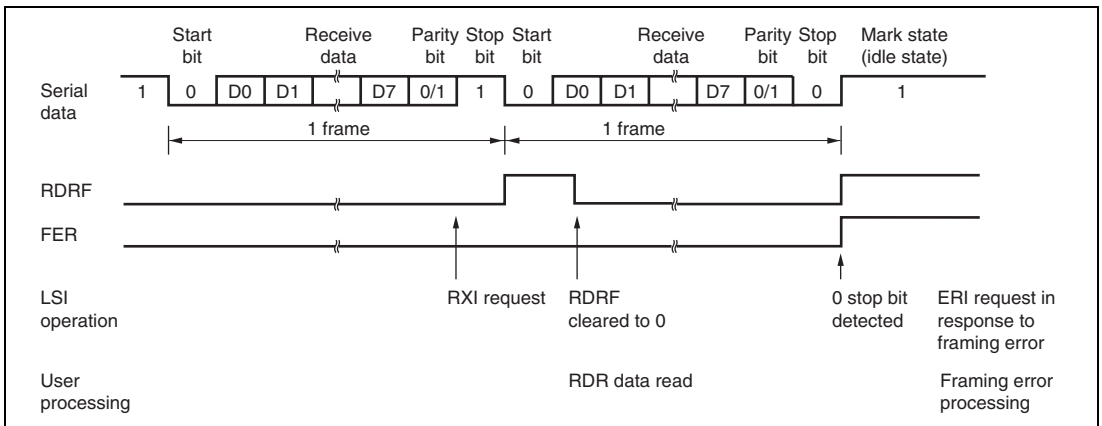 Start bit Receive data Parity bit Stop bit Start bit Receive data Parity bit Stop bit Mark state (idle state)
Serial data 1 0 D0 D1 D7 0/1 1 0 D0 D1 D7 0/1 0 1
1 frame 1 frame
RDRF
FER
LSI operation RXI request RDRF cleared to 0 0 stop bit detected ERI request in response to framing error
User processing RDR data read Framing error processing